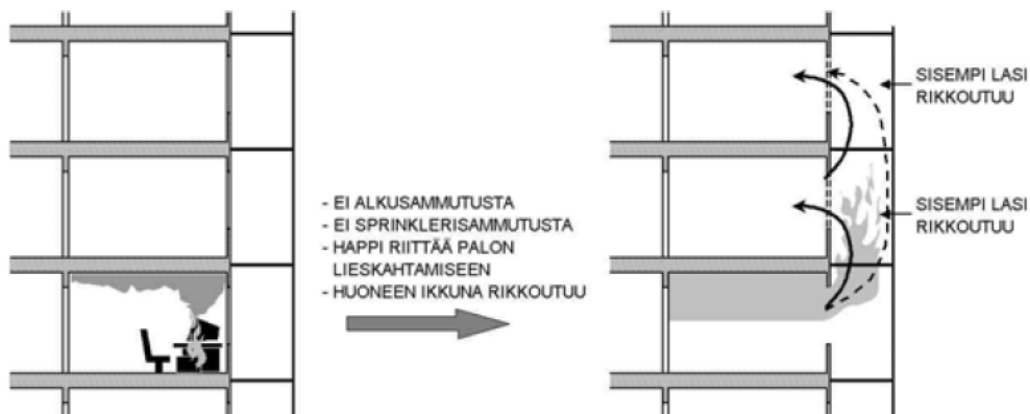 - EI ALKUSAMMUTUSTA
- EI SPRINKLERISAMMUTUSTA
- HAPPI RIITTÄÄ PALON
LIESKAHTAMISEEN
- HUONEEN IKKUNA RIKKOUTUU
SISEMPI LASI
RIKKOUTUU
SISEMPI LASI
RIKKOUTUU